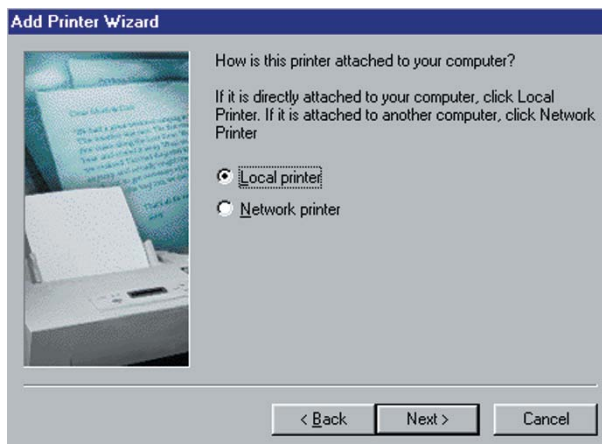 Add Printer Wizard
How is this printer attached to your computer?
If it is directly attached to your computer, click Local
Printer. If it is attached to another computer, click Network
Printer
Local printer
Network printer
< Back
Next >
Cancel